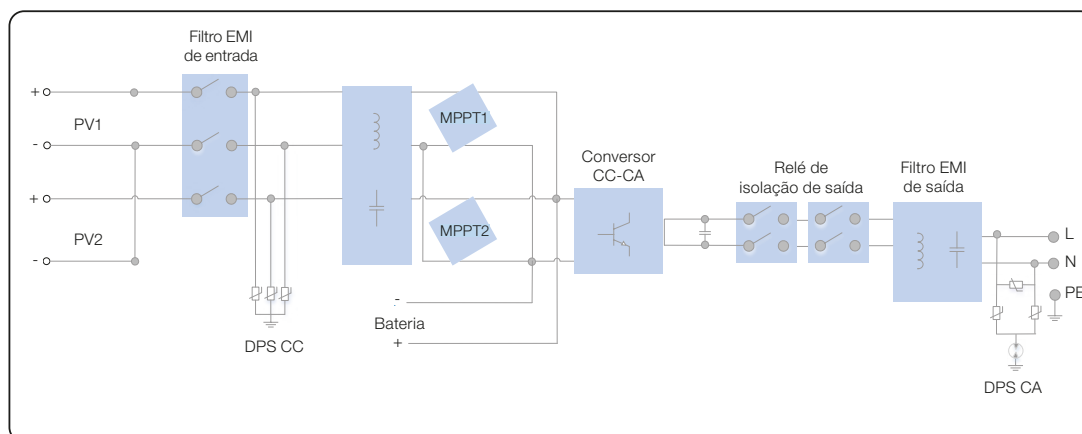 Filtro EMI
de entrada
+
PV1
-
+
PV2
-
DPS CC
MPPT1
MPPT2
-
Bateria
+
Conversor
CC-CA
Relé de
isolação de saída
Filtro EMI
de saída
L
N
PE
DPS CA